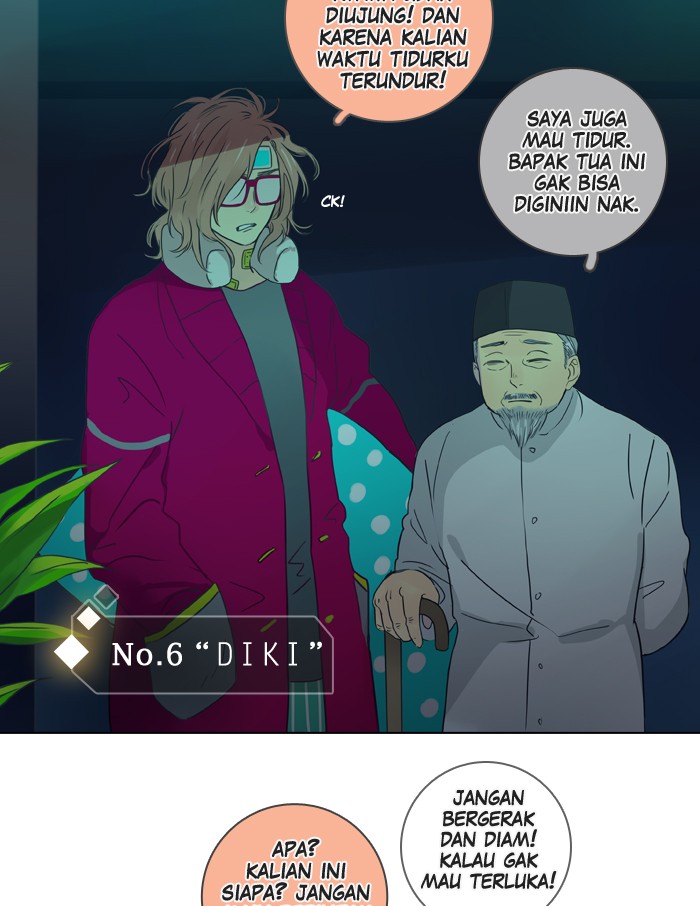 DIUJUNG! DAN
KARENA KALIAN
WAKTU TIDURKU
TERUNDUR!
SAYA JUGA
MAU TIDUR.
BAPAK TUA INI
GAK BISA
DIGINIIN NAK.
CK!
No.6 “DIKI”
JANGAN
BERGERAK
DAN DIAM!
KALAU GAK
MAU TERLUKA!
APA?
KALIAN INI
SIAPA? JANGAN